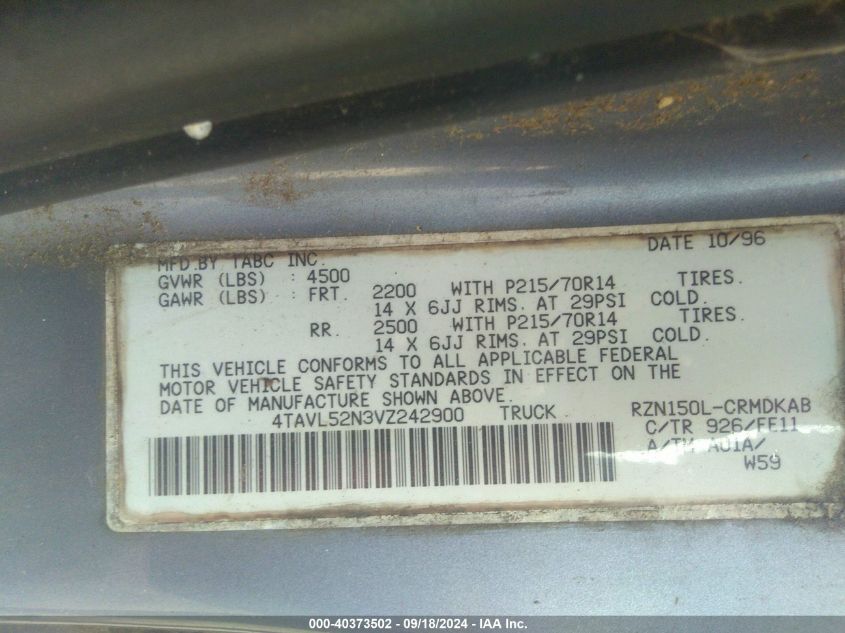 DATE 10/96
MFD.BY TABC INC.
GVWR (LBS) : 4500
GAWR (LBS) : FRT. 2200 WITH P215/70R14 TIRES.
14 X 6JJ RIMS. AT 29PSI COLD.
RR. 2500 WITH P215/70R14 TIRES.
14 X 6JJ RIMS. AT 29PSI COLD.
THIS VEHICLE CONFORMS TO ALL APPLICABLE FEDERAL
MOTOR VEHICLE SAFETY STANDARDS IN EFFECT ON THE
DATE OF MANUFACTURE SHOWN ABOVE.
4TAVL52N3VZ242900 TRUCK RZN150L-CRMDKAB
C/TR 926/FE11
A/TM A01A/
W59
000-40373502 - 09/18/2024 - IAA Inc.